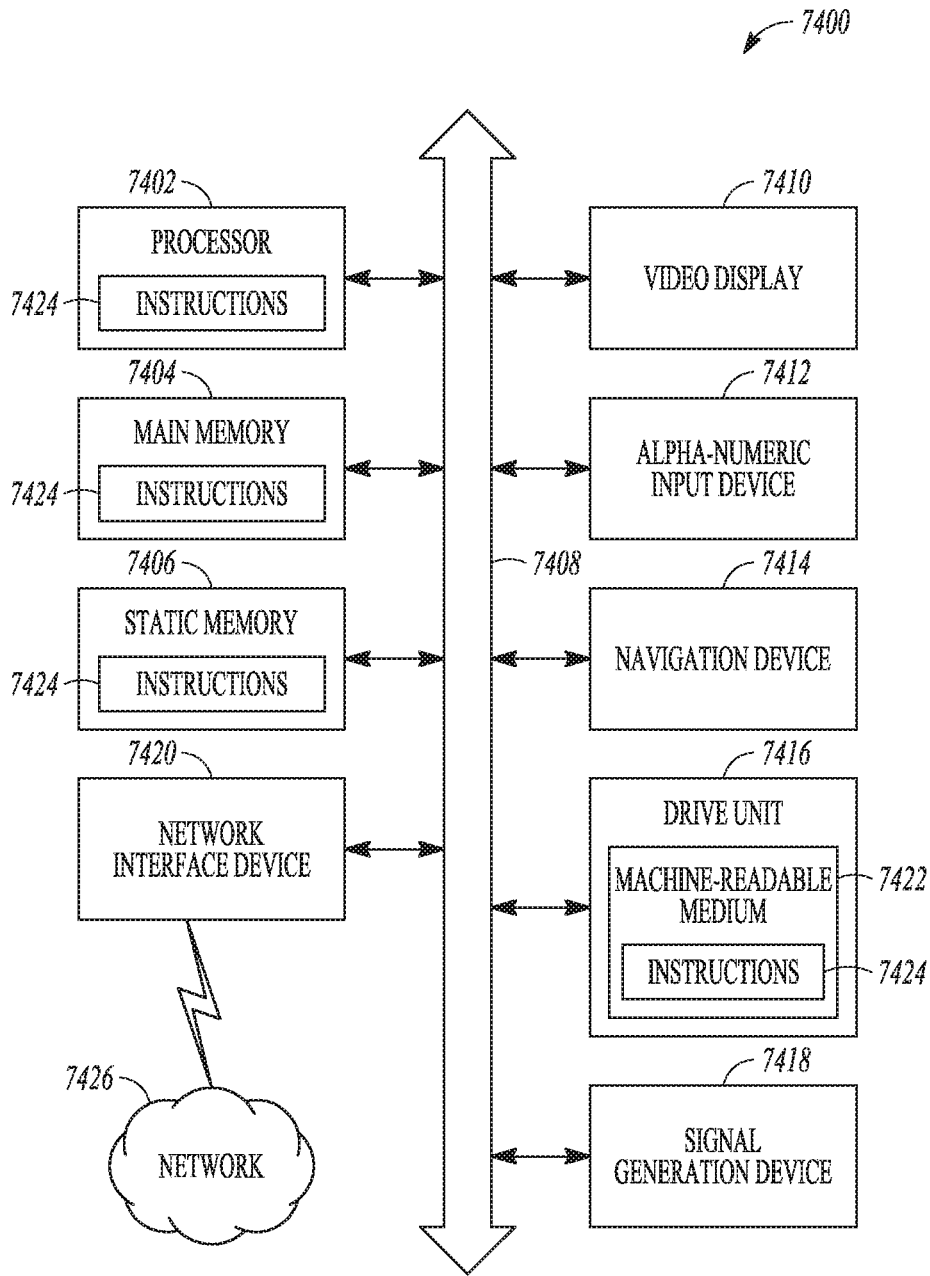 7400
7402
PROCESSOR
7424
INSTRUCTIONS
7404
MAIN MEMORY
7424
INSTRUCTIONS
7406
STATIC MEMORY
7424
INSTRUCTIONS
7420
NETWORK
INTERFACE DEVICE
7426
NETWORK
7408
7410
VIDEO DISPLAY
7412
ALPHA-NUMERIC
INPUT DEVICE
7414
NAVIGATION DEVICE
7416
DRIVE UNIT
MACHINE-READABLE
MEDIUM
7422
INSTRUCTIONS
7424
7418
SIGNAL
GENERATION DEVICE